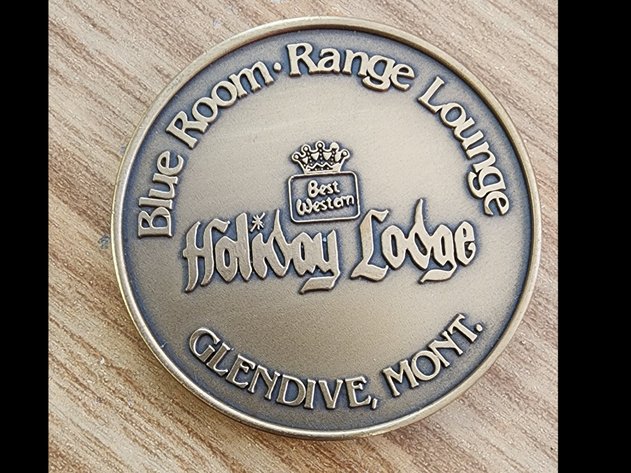 Blue Room · Range Lounge
Best
Western
Holiday Lodge
GLENDIVE, MONT.